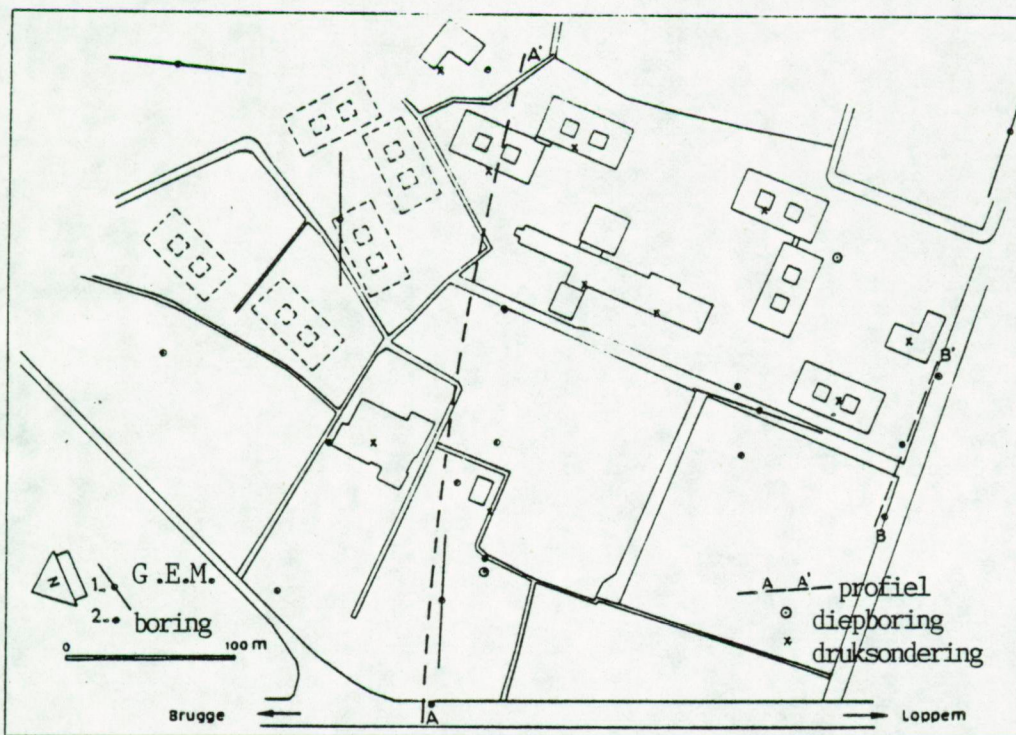 A'
B'
B
N
1 G.E.M.
2 boring
0 100 m
A A' profiel
diepboring
druksondering
Brugge
A
Loppem